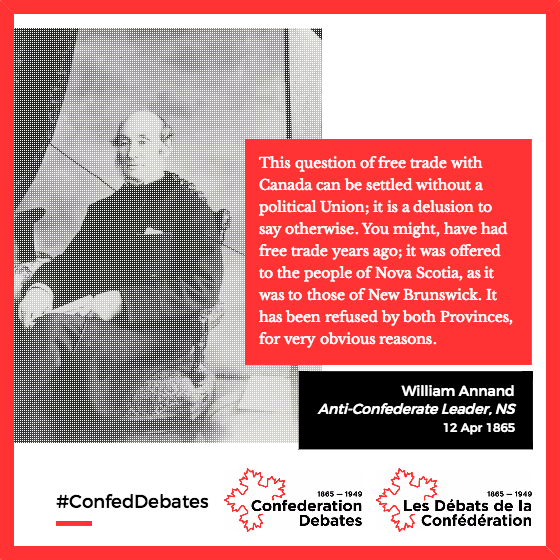 This question of free trade with
Canada can be settled without a
political Union; it is a delusion to
say otherwise. You might, have had
free trade years ago; it was offered
to the people of Nova Scotia, as it
was to those of New Brunswick. It
has been refused by both Provinces,
for very obvious reasons.
William Annand
Anti-Confederate Leader, NS
12 Apr 1865
#ConfedDebates
1865 — 1949
Confederation
Debates
1865 — 1949
Les Débats de la
Confédération